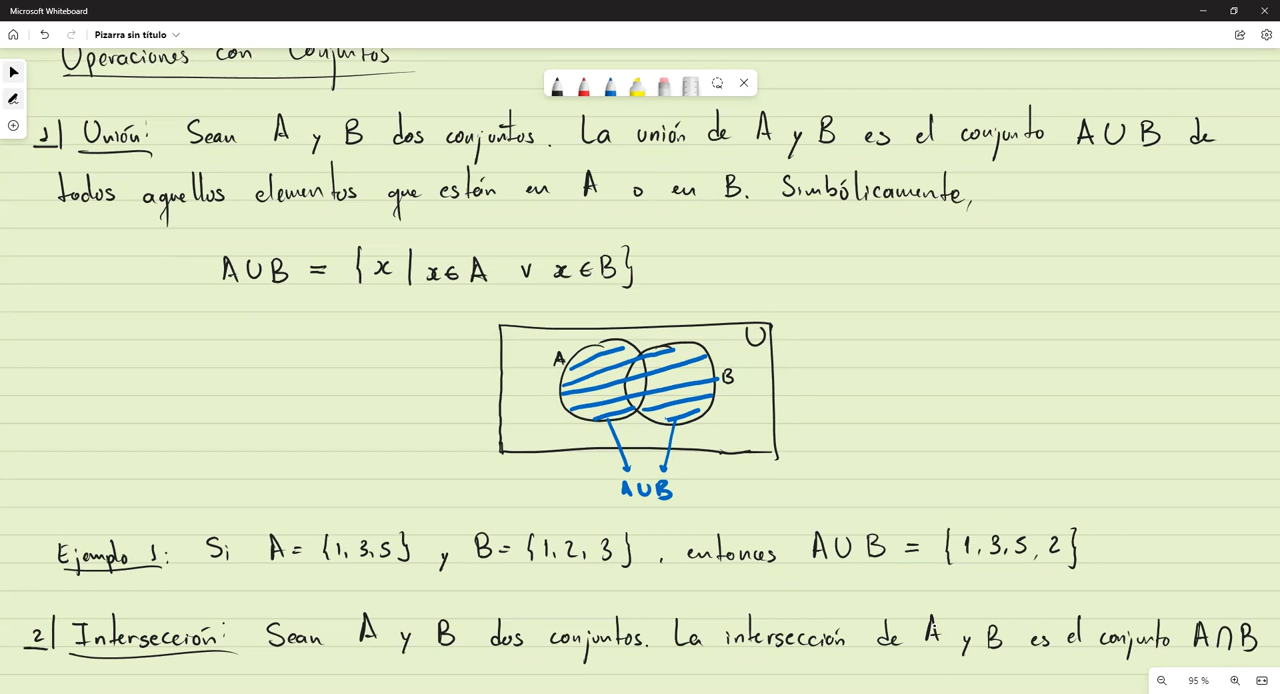 Microsoft Whiteboard
Pizarra sin título
Operaciones con Conjuntos
1| Unión: Sean A y B dos conjuntos. La unión de A y B es el conjunto A ∪ B de
todos aquellos elementos que están en A o en B. Simbólicamente,
A ∪ B = {x | x ∈ A ∨ x ∈ B}
U
A
B
A ∪ B
Ejemplo 1: Si A = {1, 3, 5} y B = {1, 2, 3}, entonces A ∪ B = {1, 3, 5, 2}
2| Intersección: Sean A y B dos conjuntos. La intersección de A y B es el conjunto A ∩ B
95 %